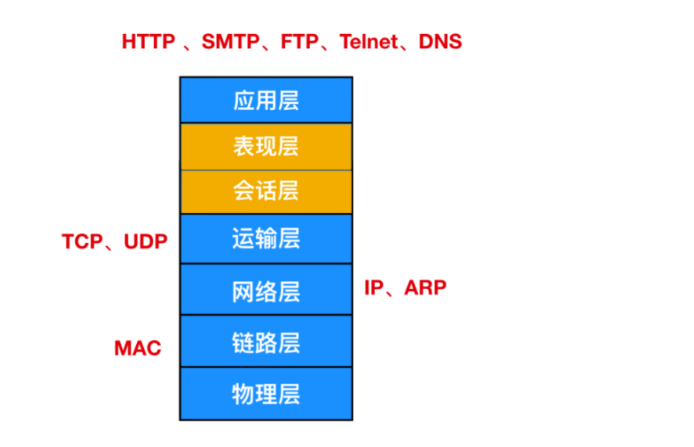 HTTP 、SMTP、FTP、Telnet、DNS
应用层
表现层
会话层
TCP、UDP
运输层
网络层
IP、ARP
MAC
链路层
物理层